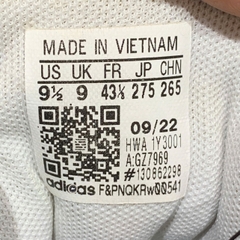 MADE IN VIETNAM
US UK FR JP CHN
9½ 9 43⅓ 275 265
09/22
HWA 1Y3001
A:GZ7969
#130862298
adidas F&PNQKRw00541